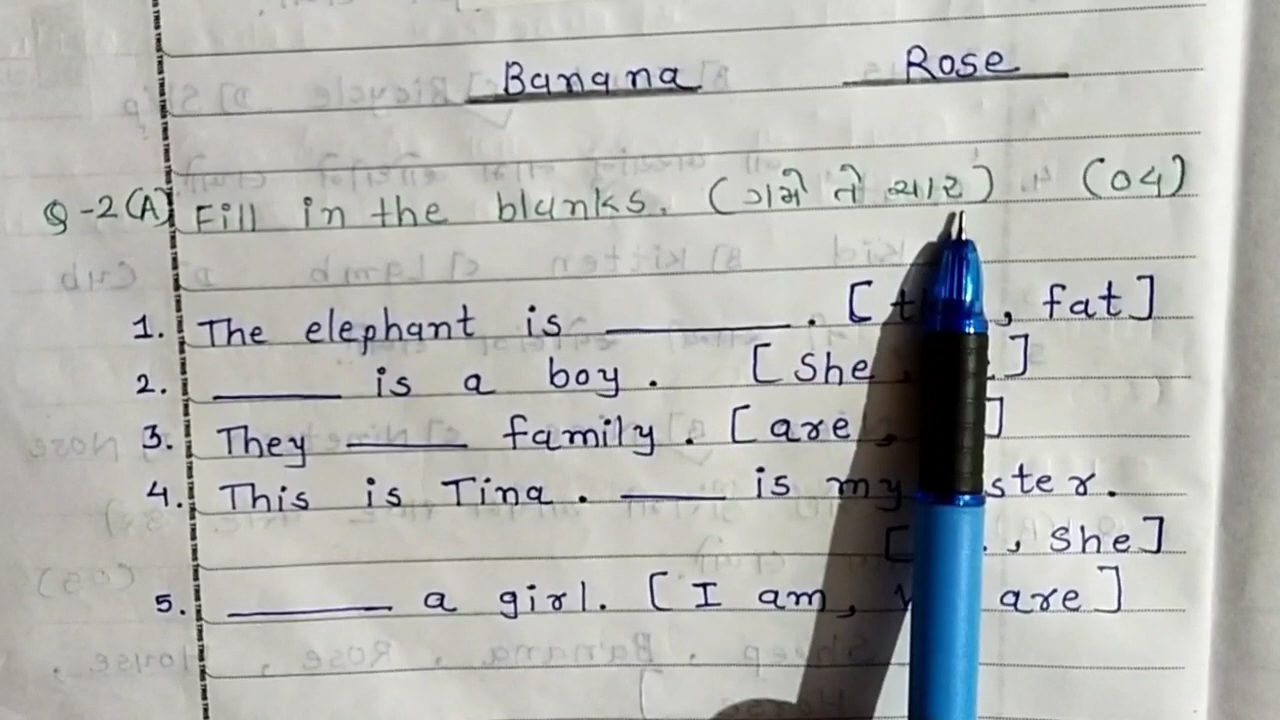 Banana Rose
Q-2(A) Fill in the blanks. (ગમે તે ચાર) (04)
1. The elephant is ______. [ , fat]
2. ______ is a boy. [She ]
3. They ______ family. [are, ]
4. This is Tina. ______ is my
[ , She]
5. ______ a girl. [I am, are]